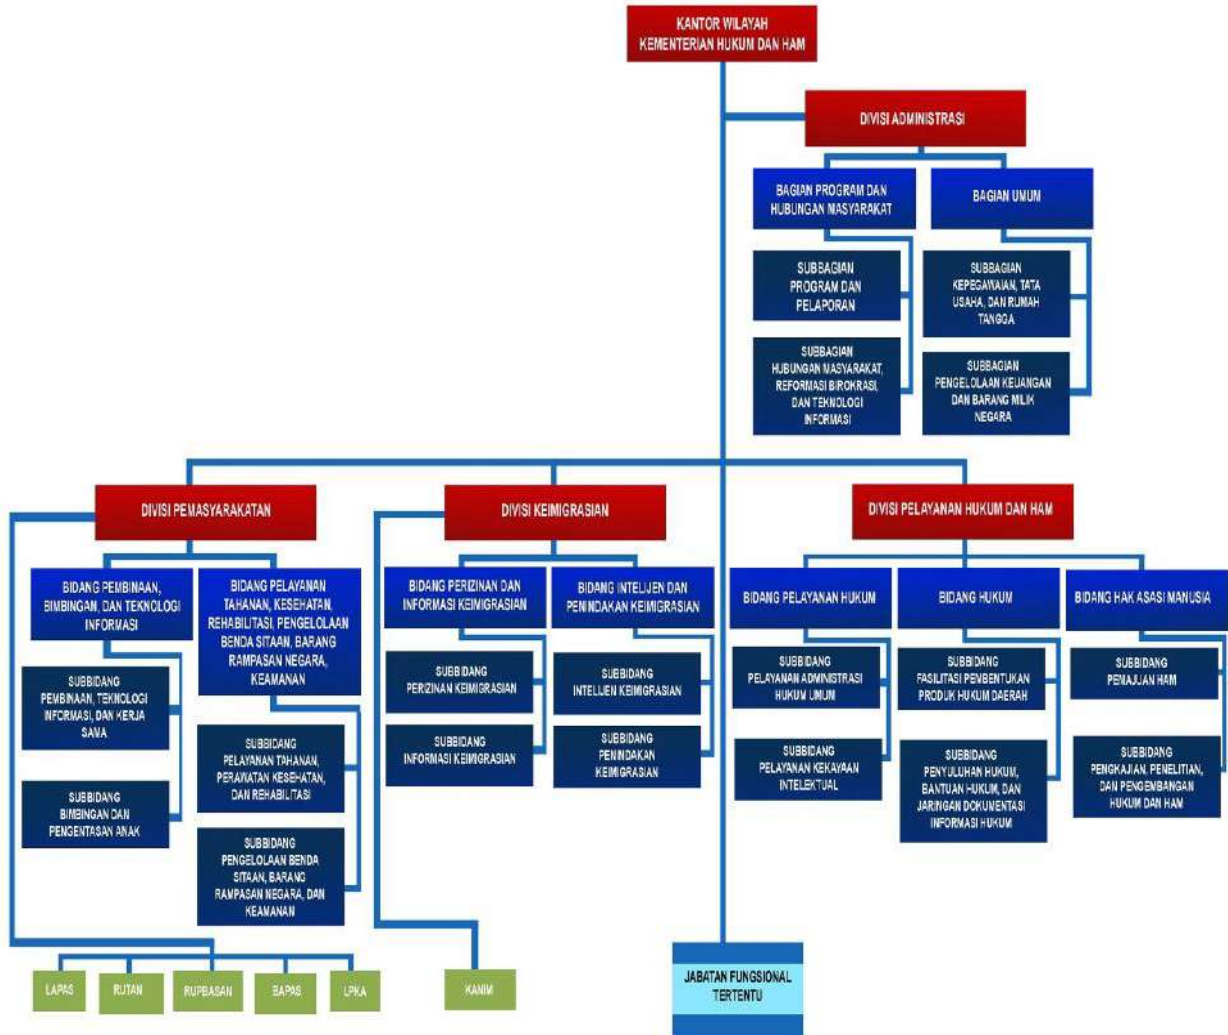 KANTOR WILAYAH
KEMENTERIAN HUKUM DAN HAM
DIVISI ADMINISTRASI
BAGIAN PROGRAM DAN
HUBUNGAN MASYARAKAT
BAGIAN UMUM
SUBBAGIAN
PROGRAM DAN
PELAPORAN
SUBBAGIAN
KEPEGAWAIAN, TATA
USAHA, DAN RUMAH
TANGGA
SUBBAGIAN
HUBUNGAN MASYARAKAT,
REFORMASI BIROKRASI,
DAN TEKNOLOGI
INFORMASI
SUBBAGIAN
PENGELOLAAN KEUANGAN
DAN BARANG MILIK
NEGARA
DIVISI PEMASYARAKATAN
DIVISI KEIMIGRASIAN
DIVISI PELAYANAN HUKUM DAN HAM
BIDANG PEMBINAAN,
BIMBINGAN, DAN TEKNOLOGI
INFORMASI
BIDANG PELAYANAN
TAHANAN, KESEHATAN,
REHABILITASI, PENGELOLAAN
BENDA SITAAN, BARANG
RAMPASAN NEGARA,
KEAMANAN
BIDANG PERIZINAN DAN
INFORMASI KEIMIGRASIAN
BIDANG INTELIJEN DAN
PENINDAKAN KEIMIGRASIAN
BIDANG PELAYANAN HUKUM
BIDANG HUKUM
BIDANG HAK ASASI MANUSIA
SUBBIDANG
PEMBINAAN, TEKNOLOGI
INFORMASI, DAN KERJA
SAMA
SUBBIDANG
PELAYANAN TAHANAN,
PERAWATAN KESEHATAN,
DAN REHABILITASI
SUBBIDANG
PERIZINAN KEIMIGRASIAN
SUBBIDANG
INTELIJEN KEIMIGRASIAN
SUBBIDANG
PELAYANAN ADMINISTRASI
HUKUM UMUM
SUBBIDANG
FASILITASI PEMBENTUKAN
PRODUK HUKUM DAERAH
SUBBIDANG
PEMAJUAN HAM
SUBBIDANG
BIMBINGAN DAN
PENGENTASAN ANAK
SUBBIDANG
PENGELOLAAN BENDA
SITAAN, BARANG
RAMPASAN NEGARA, DAN
KEAMANAN
SUBBIDANG
INFORMASI KEIMIGRASIAN
SUBBIDANG
PENINDAKAN
KEIMIGRASIAN
SUBBIDANG
PELAYANAN KEKAYAAN
INTELEKTUAL
SUBBIDANG
PENYULUHAN HUKUM,
BANTUAN HUKUM, DAN
JARINGAN DOKUMENTASI
INFORMASI HUKUM
SUBBIDANG
PENGKAJIAN, PENELITIAN,
DAN PENGEMBANGAN
HUKUM DAN HAM
LAPAS
RUTAN
RUPBASAN
BAPAS
LPKA
KANIM
JABATAN FUNGSIONAL
TERTENTU